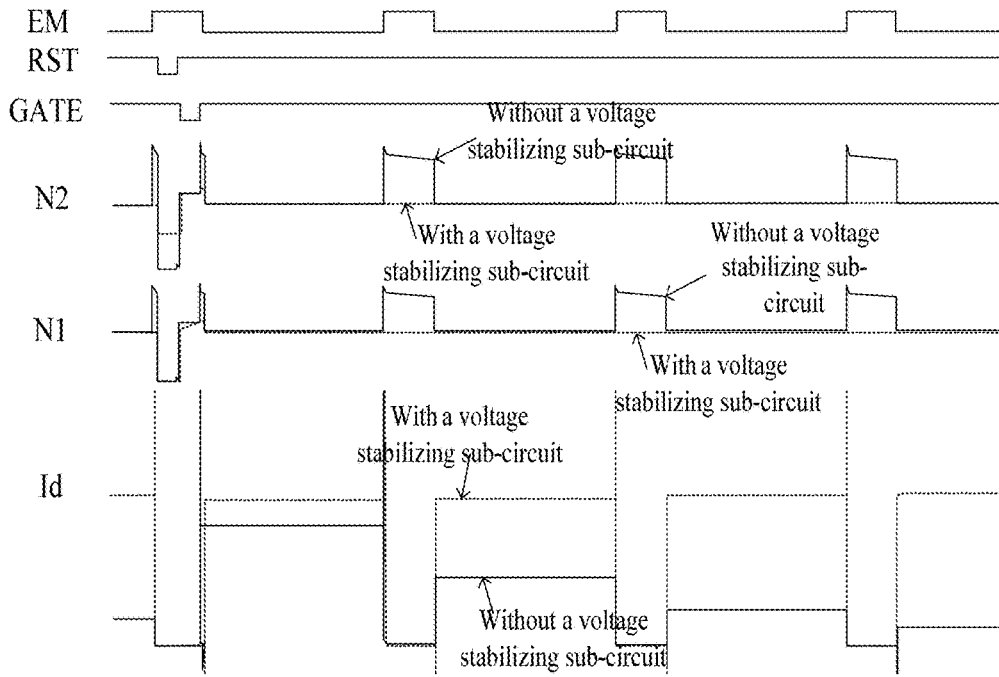 EM
RST
GATE
Without a voltage
stabilizing sub-circuit
N2
With a voltage
stabilizing sub-circuit
Without a voltage
stabilizing sub-
circuit
N1
With a voltage
stabilizing sub-circuit
With a voltage
stabilizing sub-circuit
Id
Without a voltage
stabilizing sub-circuit